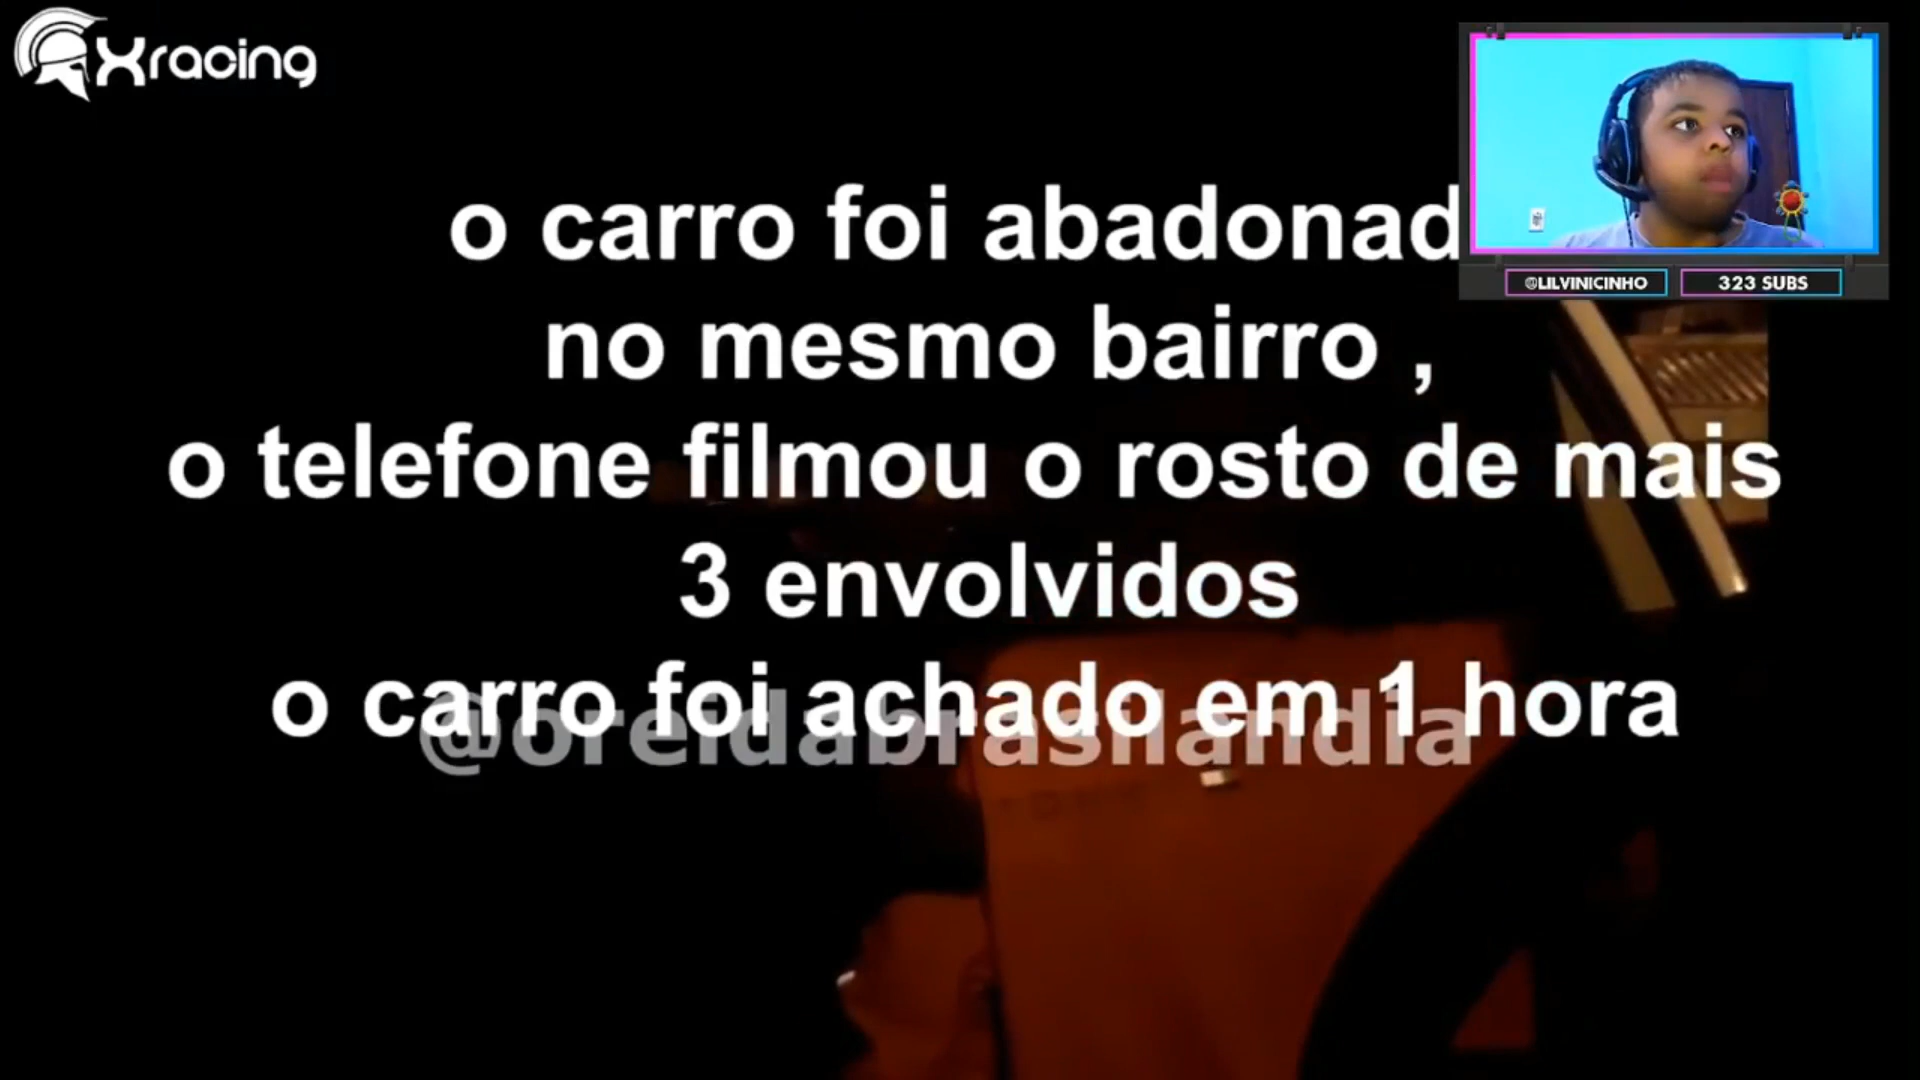 Xracing
o carro foi abadonad
no mesmo bairro ,
o telefone filmou o rosto de mais
3 envolvidos
o carro foi achado em 1 hora
@oreidabrasilandia
@LILVINICINHO
323 SUBS